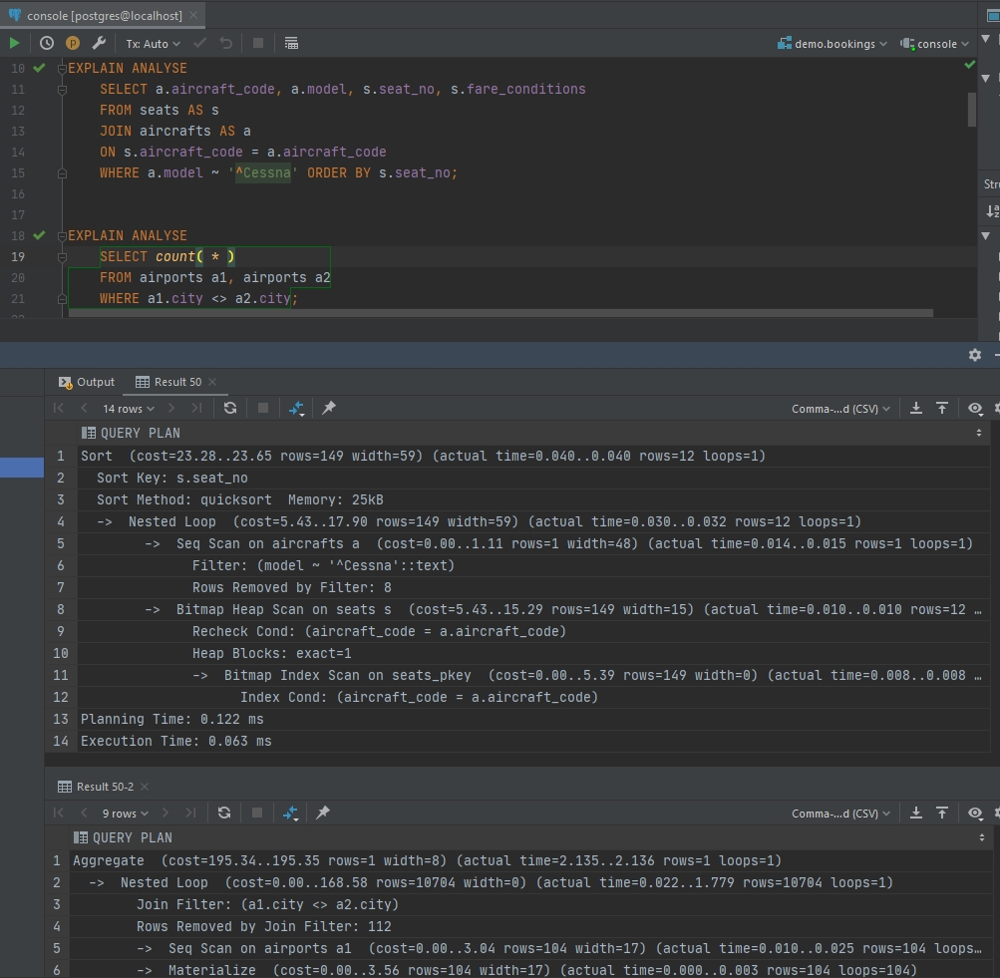 console [postgres@localhost]
Tx: Auto
demo.bookings
console
10 EXPLAIN ANALYSE
11 SELECT a.aircraft_code, a.model, s.seat_no, s.fare_conditions
12 FROM seats AS s
13 JOIN aircrafts AS a
14 ON s.aircraft_code = a.aircraft_code
15 WHERE a.model ~ '^Cessna' ORDER BY s.seat_no;
16
17
18 EXPLAIN ANALYSE
19 SELECT count( * )
20 FROM airports a1, airports a2
21 WHERE a1.city <> a2.city;
22
Str
Output
Result 50
14 rows
Comma-...d (CSV)
QUERY PLAN
1 Sort (cost=23.28..23.65 rows=149 width=59) (actual time=0.040..0.040 rows=12 loops=1)
2 Sort Key: s.seat_no
3 Sort Method: quicksort Memory: 25kB
4 -> Nested Loop (cost=5.43..17.90 rows=149 width=59) (actual time=0.030..0.032 rows=12 loops=1)
5 -> Seq Scan on aircrafts a (cost=0.00..1.11 rows=1 width=48) (actual time=0.014..0.015 rows=1 loops=1)
6 Filter: (model ~ '^Cessna'::text)
7 Rows Removed by Filter: 8
8 -> Bitmap Heap Scan on seats s (cost=5.43..15.29 rows=149 width=15) (actual time=0.010..0.010 rows=12 …
9 Recheck Cond: (aircraft_code = a.aircraft_code)
10 Heap Blocks: exact=1
11 -> Bitmap Index Scan on seats_pkey (cost=0.00..5.39 rows=149 width=0) (actual time=0.008..0.008 …
12 Index Cond: (aircraft_code = a.aircraft_code)
13 Planning Time: 0.122 ms
14 Execution Time: 0.063 ms
Result 50-2
9 rows
Comma-...d (CSV)
QUERY PLAN
1 Aggregate (cost=195.34..195.35 rows=1 width=8) (actual time=2.135..2.136 rows=1 loops=1)
2 -> Nested Loop (cost=0.00..168.58 rows=10704 width=0) (actual time=0.022..1.779 rows=10704 loops=1)
3 Join Filter: (a1.city <> a2.city)
4 Rows Removed by Join Filter: 112
5 -> Seq Scan on airports a1 (cost=0.00..3.04 rows=104 width=17) (actual time=0.010..0.025 rows=104 loops…
6 -> Materialize (cost=0.00..3.56 rows=104 width=17) (actual time=0.000..0.003 rows=104 loops=104)